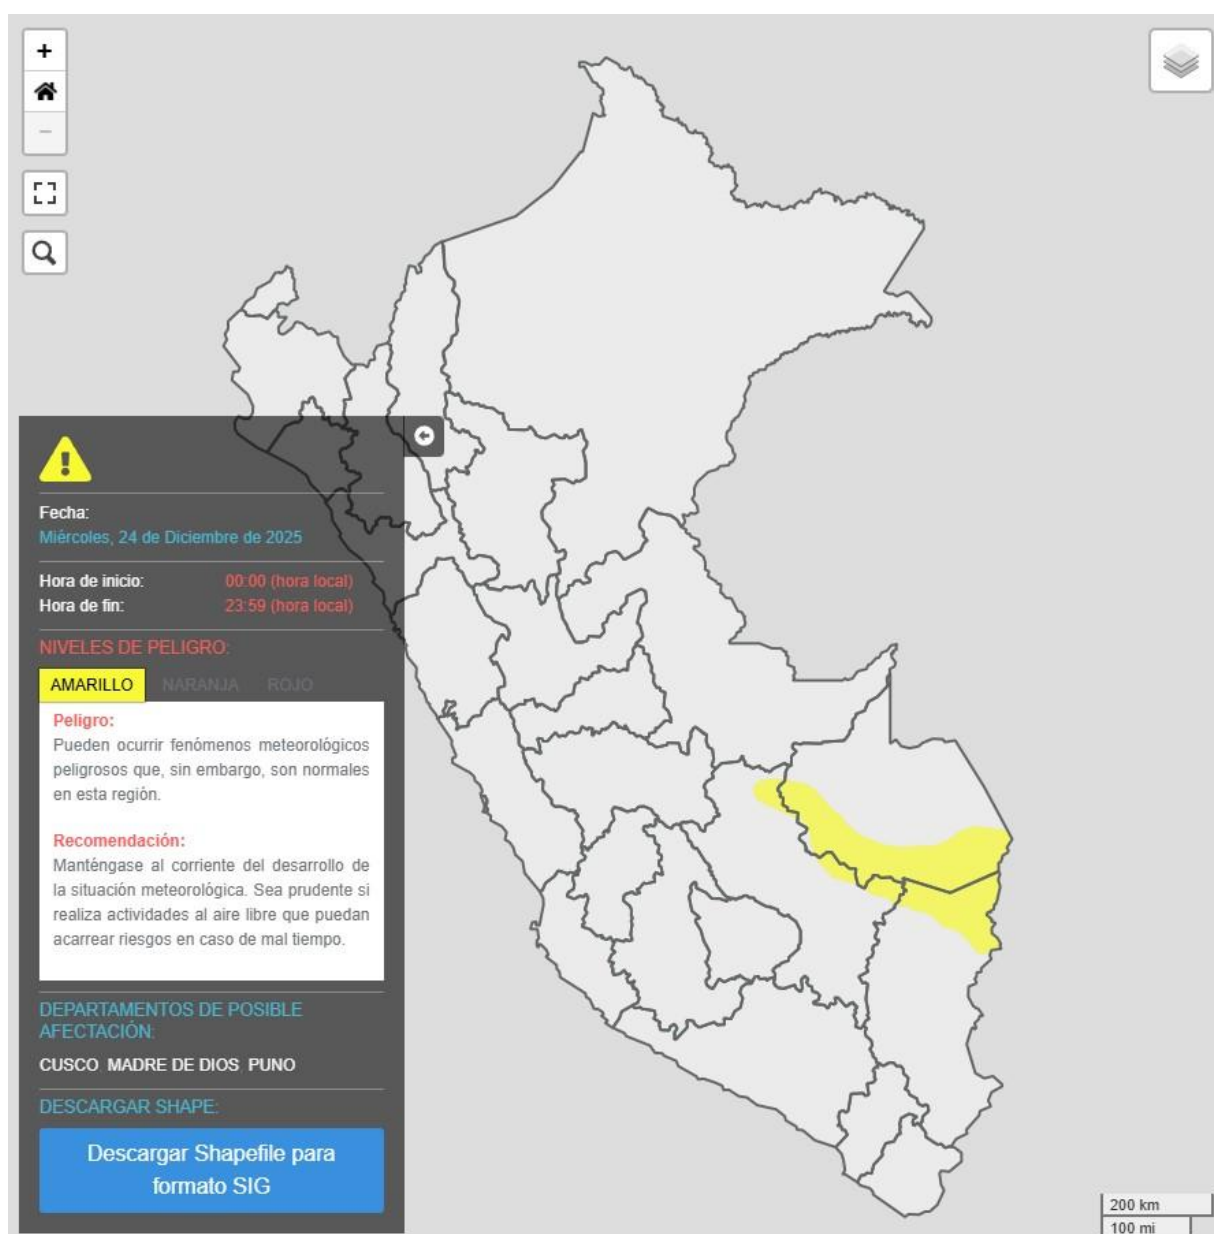 +
−
Fecha:
Miércoles, 24 de Diciembre de 2025
Hora de inicio: 00:00 (hora local)
Hora de fin: 23:59 (hora local)
NIVELES DE PELIGRO:
AMARILLO NARANJA ROJO
Peligro:
Pueden ocurrir fenómenos meteorológicos
peligrosos que, sin embargo, son normales
en esta región.
Recomendación:
Manténgase al corriente del desarrollo de
la situación meteorológica. Sea prudente si
realiza actividades al aire libre que puedan
acarrear riesgos en caso de mal tiempo.
DEPARTAMENTOS DE POSIBLE
AFECTACIÓN:
CUSCO MADRE DE DIOS PUNO
DESCARGAR SHAPE:
Descargar Shapefile para
formato SIG
200 km
100 mi